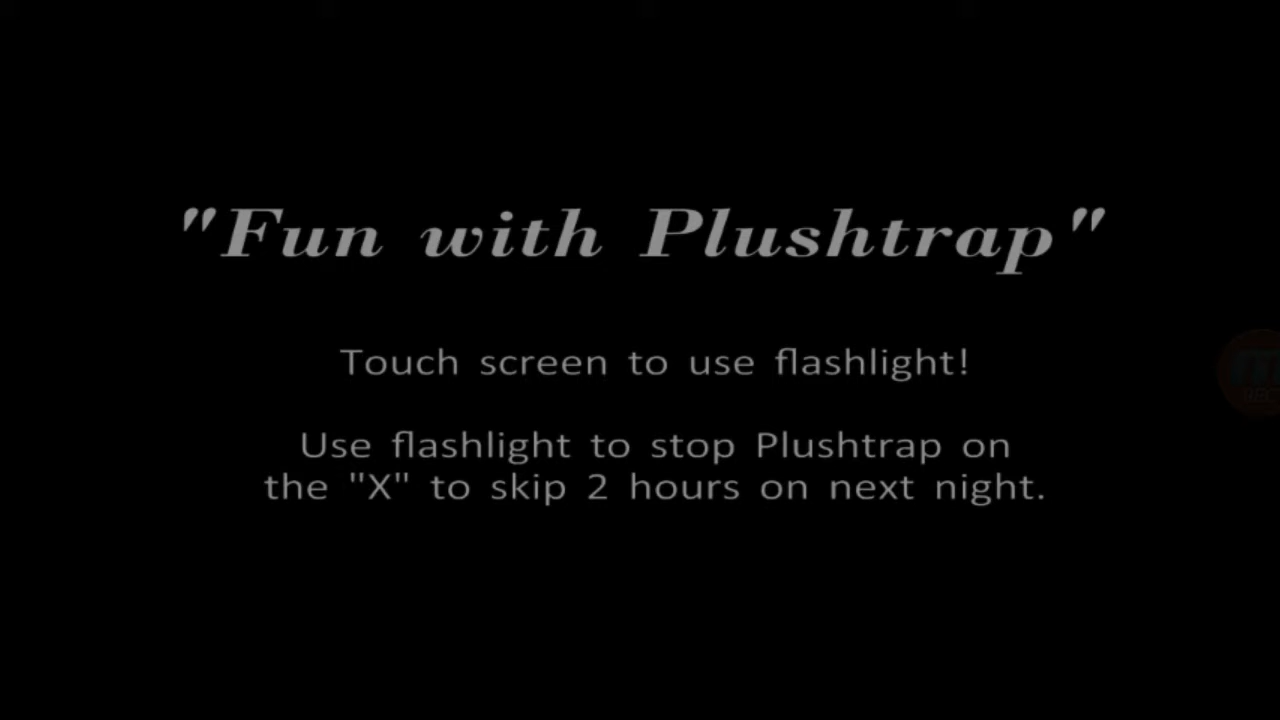 "Fun with Plushtrap"
Touch screen to use flashlight!
Use flashlight to stop Plushtrap on
the "X" to skip 2 hours on next night.